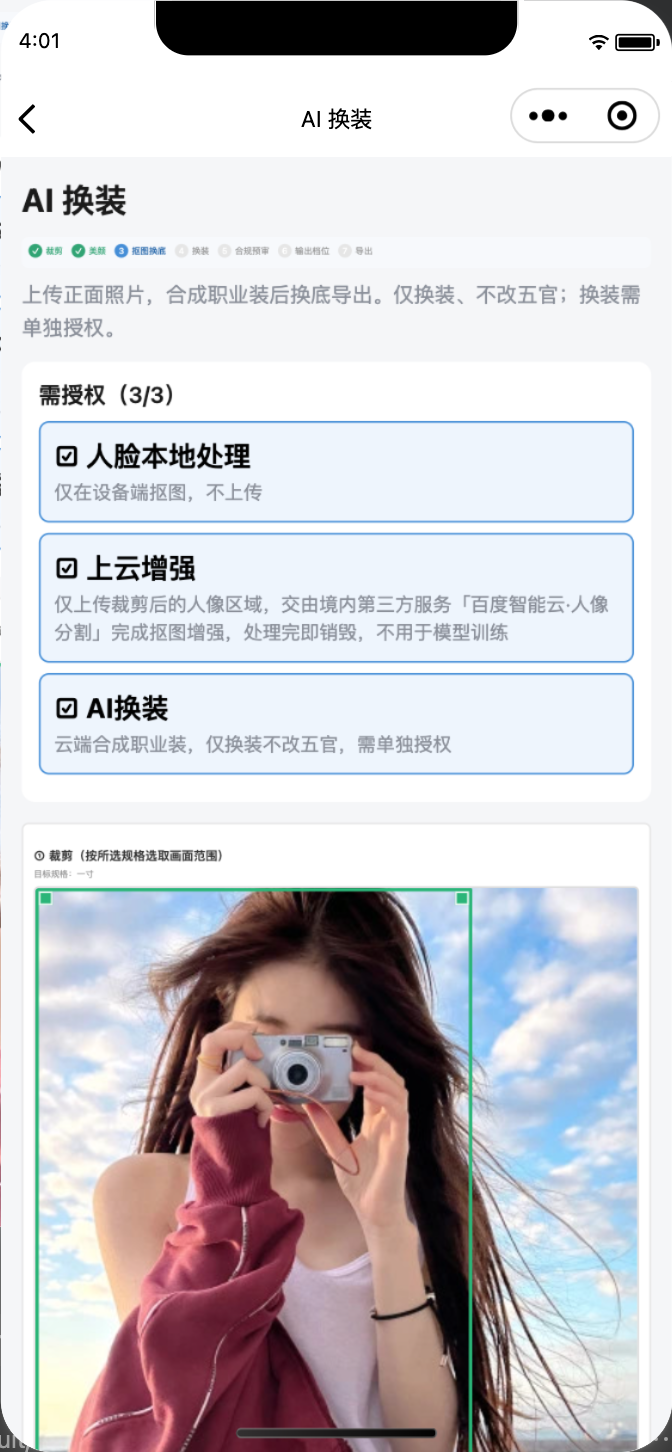 4:01
AI 换装
AI 换装
裁剪 美颜 3 抠图换底 4 换装 5 合规预审 6 输出档位 7 导出
上传正面照片，合成职业装后换底导出。仅换装、不改五官；换装需
单独授权。
需授权（3/3）
人脸本地处理
仅在设备端抠图，不上传
上云增强
仅上传裁剪后的人像区域，交由境内第三方服务「百度智能云·人像
分割」完成抠图增强，处理完即销毁，不用于模型训练
AI换装
云端合成职业装，仅换装不改五官，需单独授权
① 裁剪（按所选规格选取画面范围）
目标规格：一寸